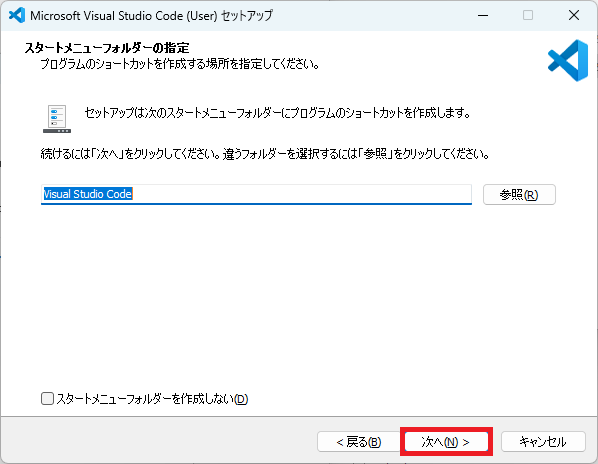 Microsoft Visual Studio Code (User) セットアップ
スタートメニューフォルダーの指定
プログラムのショートカットを作成する場所を指定してください。
セットアップは次のスタートメニューフォルダーにプログラムのショートカットを作成します。
続けるには「次へ」をクリックしてください。違うフォルダーを選択するには「参照」をクリックしてください。
Visual Studio Code
参照(R)
スタートメニューフォルダーを作成しない(D)
< 戻る(B)
次へ(N) >
キャンセル